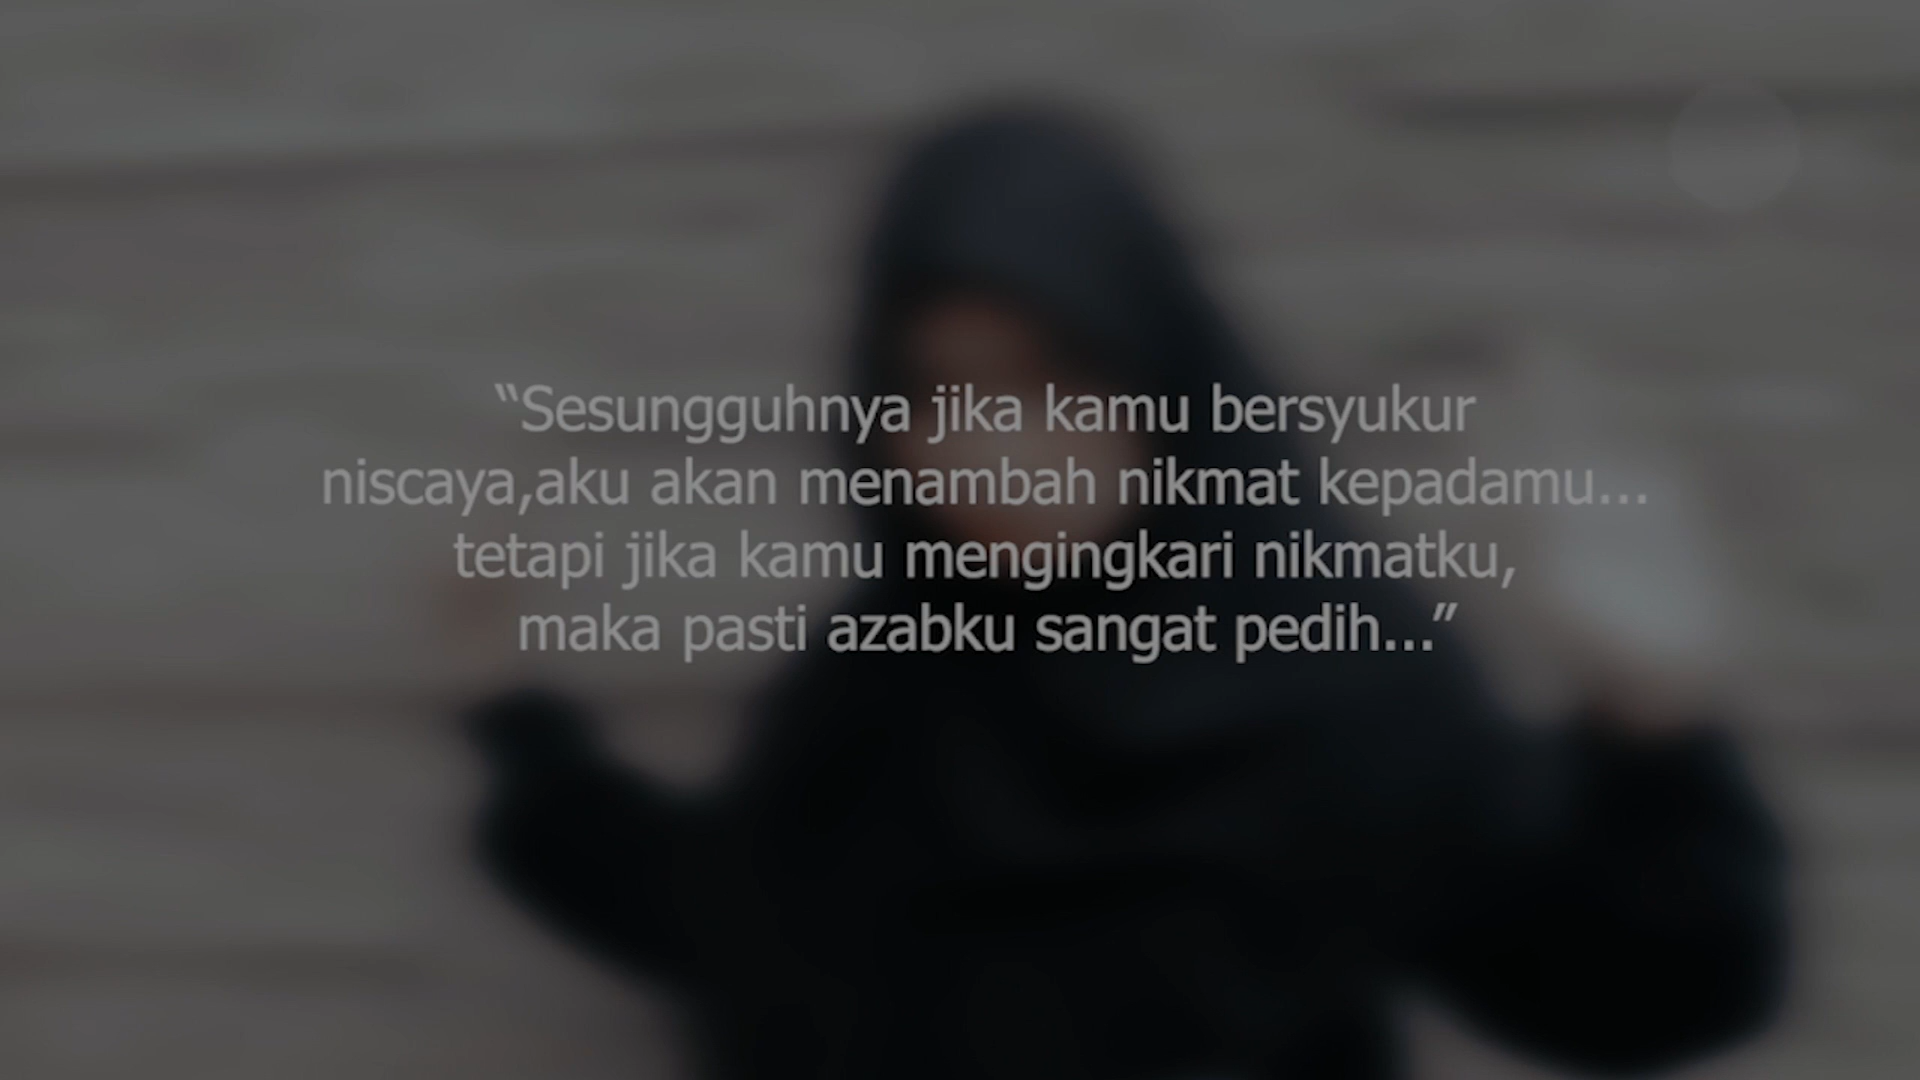 “Sesungguhnya jika kamu bersyukur
niscaya,aku akan menambah nikmat kepadamu...
tetapi jika kamu mengingkari nikmatku,
maka pasti azabku sangat pedih...”